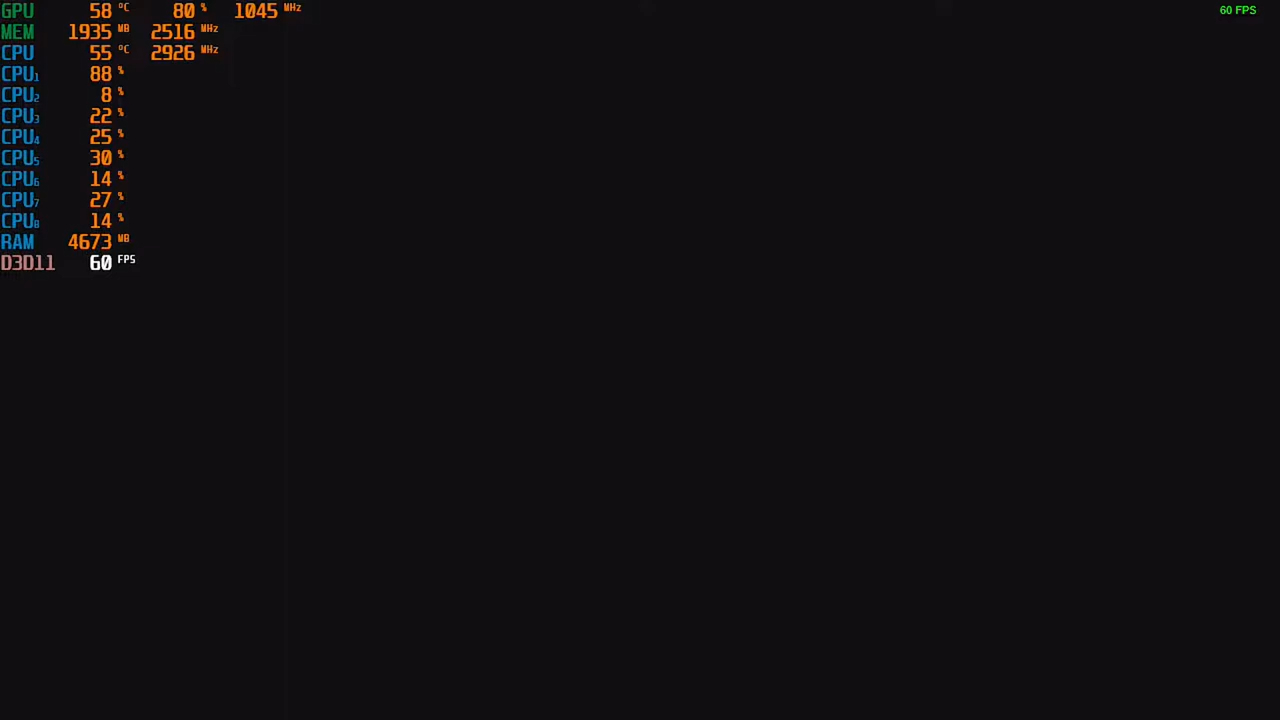 GPU 58 °C 80 % 1045 MHz 60 FPS
MEM 1935 MB 2516 MHz
CPU 55 °C 2926 MHz
CPU1 88 %
CPU2 8 %
CPU3 22 %
CPU4 25 %
CPU5 30 %
CPU6 14 %
CPU7 27 %
CPU8 14 %
RAM 4673 MB
D3D11 60 FPS